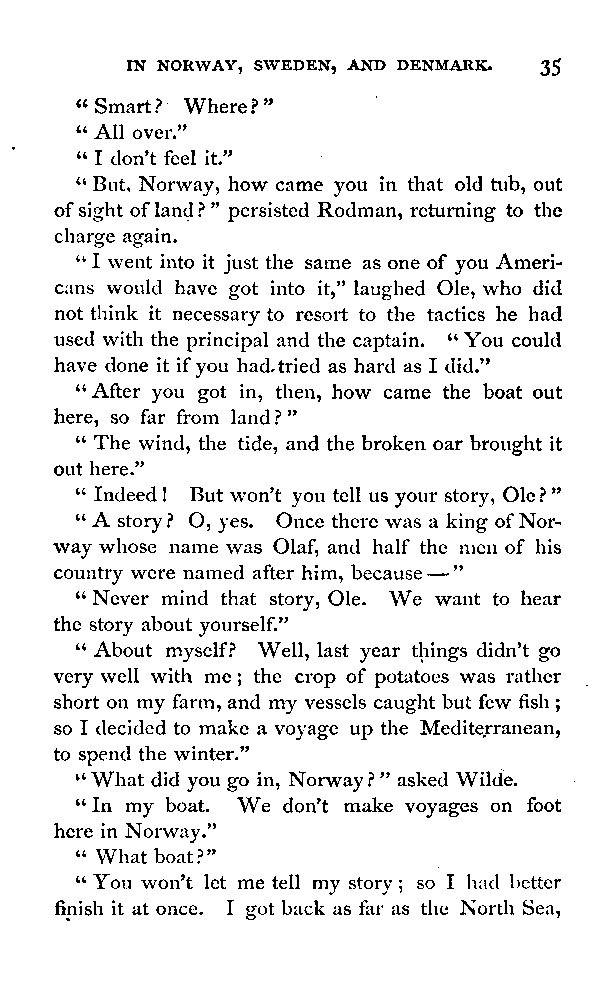 IN NORWAY, SWEDEN, AND DENMARK. 35
“Smart? Where?”
“All over.”
“I don’t feel it.”
“But, Norway, how came you in that old tub, out
of sight of land?” persisted Rodman, returning to the
charge again.
“I went into it just the same as one of you Ameri-
cans would have got into it,” laughed Ole, who did
not think it necessary to resort to the tactics he had
used with the principal and the captain. “You could
have done it if you had tried as hard as I did.”
“After you got in, then, how came the boat out
here, so far from land?”
“The wind, the tide, and the broken oar brought it
out here.”
“Indeed! But won’t you tell us your story, Ole?”
“A story? O, yes. Once there was a king of Nor-
way whose name was Olaf, and half the men of his
country were named after him, because —”
“Never mind that story, Ole. We want to hear
the story about yourself.”
“About myself? Well, last year things didn’t go
very well with me; the crop of potatoes was rather
short on my farm, and my vessels caught but few fish;
so I decided to make a voyage up the Mediterranean,
to spend the winter.”
“What did you go in, Norway?” asked Wilde.
“In my boat. We don’t make voyages on foot
here in Norway.”
“What boat?”
“You won’t let me tell my story; so I had better
finish it at once. I got back as far as the North Sea,